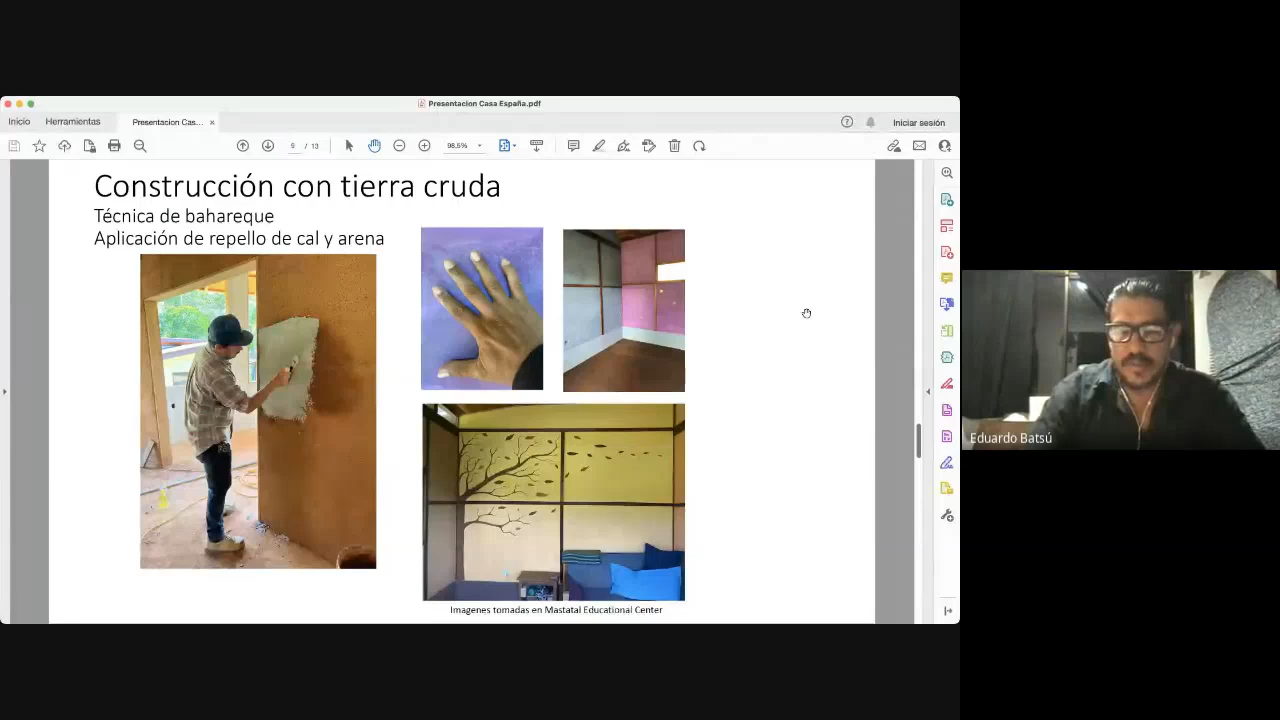 Presentacion Casa España.pdf
Inicio
Herramientas
Presentacion Cas...
Iniciar sesión
9 / 13
98,5%
Construcción con tierra cruda
Técnica de bahareque
Aplicación de repello de cal y arena
Imagenes tomadas en Mastatal Educational Center
Eduardo Batsú